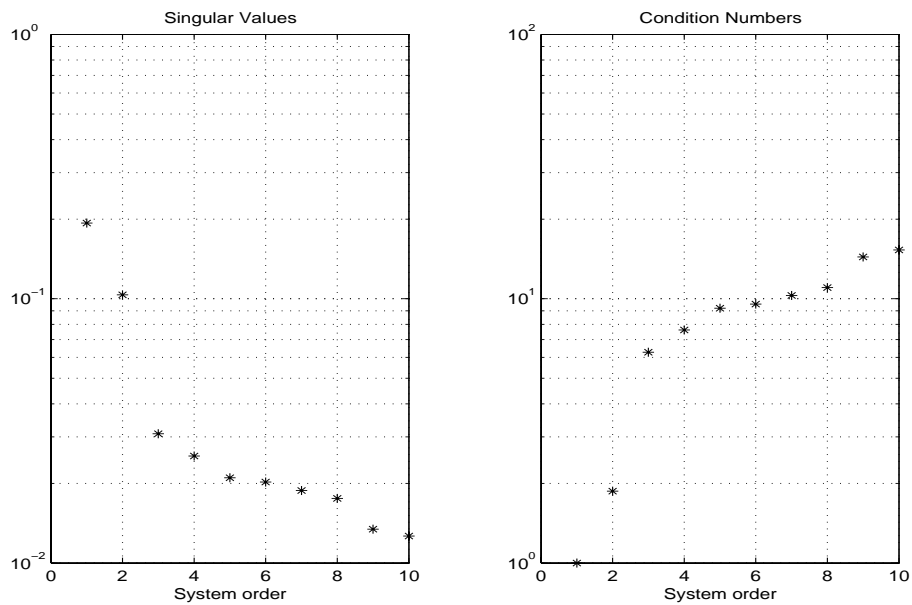 Singular Values
10^0
10^-1
10^-2
0 2 4 6 8 10
System order
Condition Numbers
10^2
10^1
10^0
0 2 4 6 8 10
System order